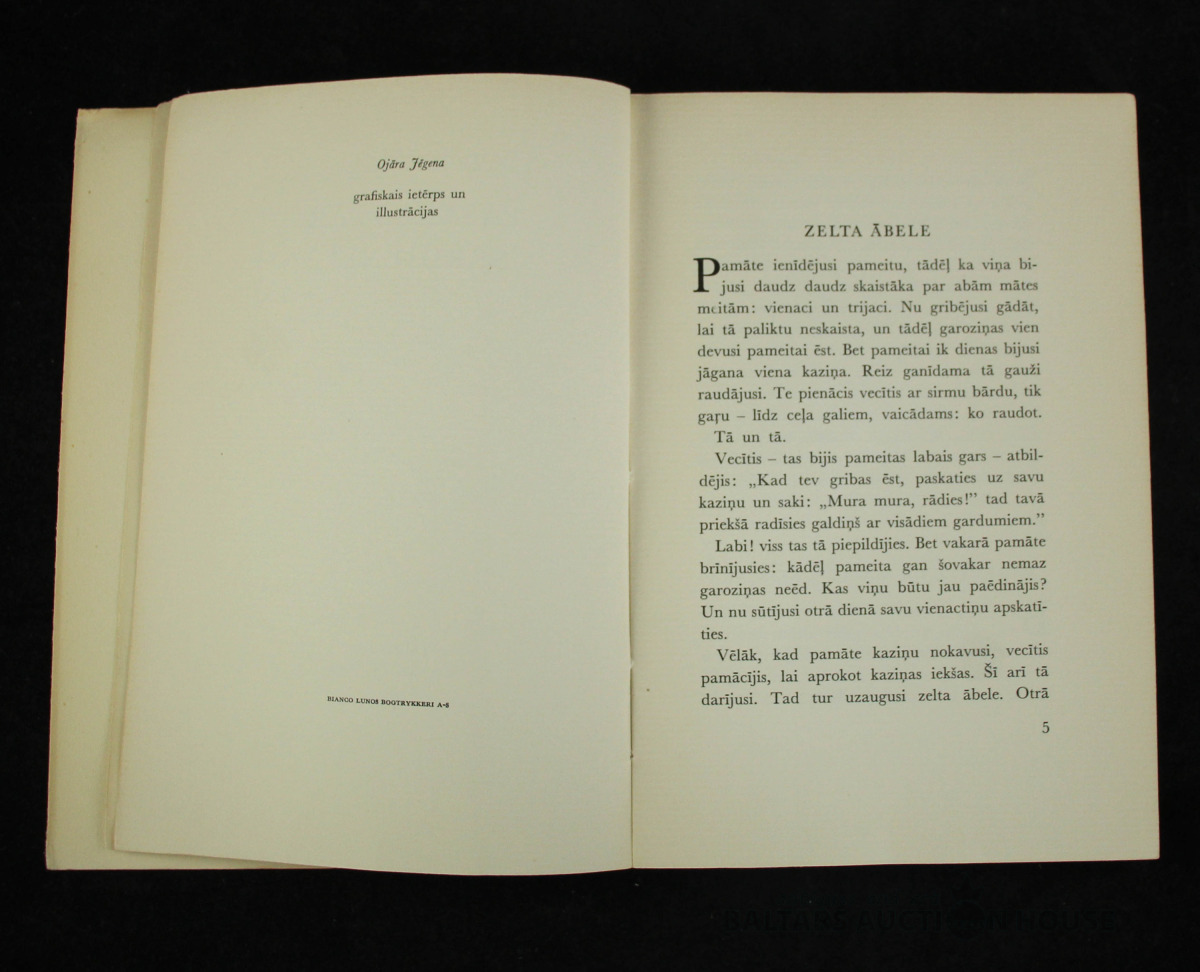 Ojāra Jēgena
grafiskais ietērps un
illustrācijas
BIANCO LUNOS BOGTRYKKERI A-S
ZELTA ĀBELE
Pamāte ienīdējusi pameitu, tādēļ ka viņa bi-
jusi daudz daudz skaistāka par abām mātes
meitām: vienaci un trijaci. Nu gribējusi gādāt,
lai tā paliktu neskaista, un tādēļ garoziņas vien
devusi pameitai ēst. Bet pameitai ik dienas bijusi
jāgana viena kaziņa. Reiz ganīdama tā gauži
raudājusi. Te pienācis vecītis ar sirmu bārdu, tik
gaŗu – līdz ceļa galiem, vaicādams: ko raudot.
Tā un tā.
Vecītis – tas bijis pameitas labais gars – atbil-
dējis: „Kad tev gribas ēst, paskaties uz savu
kaziņu un saki: „Mura mura, rādies!” tad tavā
priekšā radīsies galdiņš ar visādiem gardumiem.”
Labi! viss tas tā piepildījies. Bet vakarā pamāte
brīnījusies: kādēļ pameita gan šovakar nemaz
garoziņas neēd. Kas viņu būtu jau paēdinājis?
Un nu sūtījusi otrā dienā savu vienactiņu apskatī-
ties.
Vēlāk, kad pamāte kaziņu nokavusi, vecītis
pamācījis, lai aprokot kaziņas iekšas. Šī arī tā
darījusi. Tad tur uzaugusi zelta ābele. Otrā
5
BALTARS AUCTION HOUSE